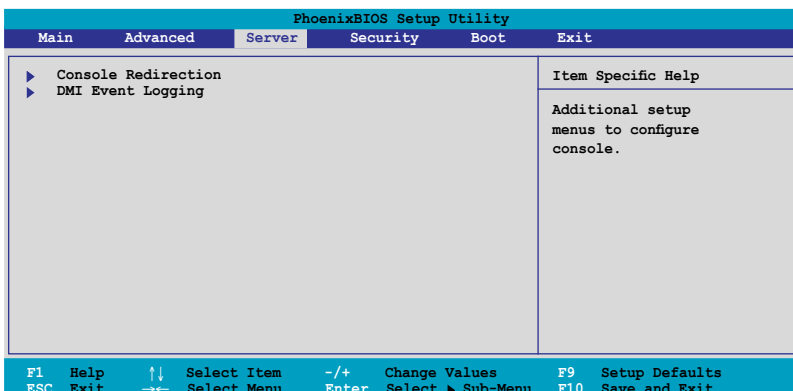 PhoenixBIOS Setup Utility
Main Advanced Server Security Boot Exit
Console Redirection
DMI Event Logging
Item Specific Help
Additional setup
menus to configure
console.
F1 Help ↑↓ Select Item -/+ Change Values F9 Setup Defaults
ESC Exit →← Select Menu Enter Select ▶ Sub-Menu F10 Save and Exit